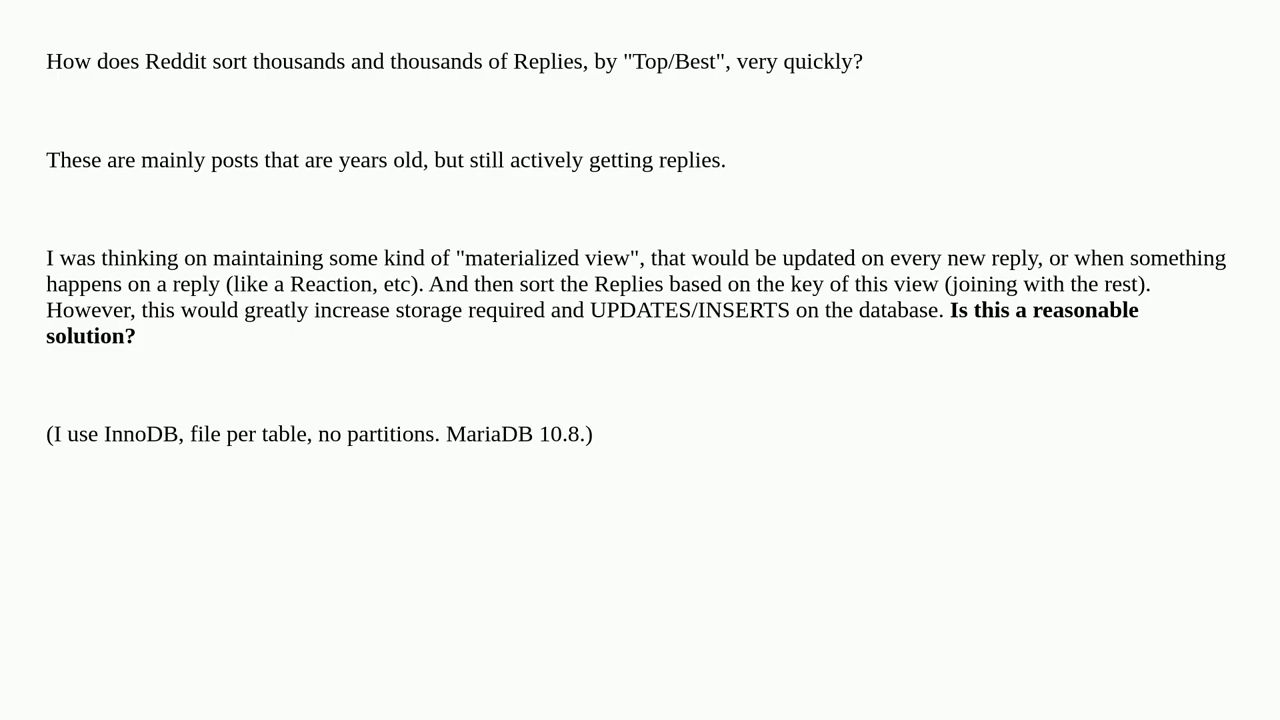 How does Reddit sort thousands and thousands of Replies, by "Top/Best", very quickly?
These are mainly posts that are years old, but still actively getting replies.
I was thinking on maintaining some kind of "materialized view", that would be updated on every new reply, or when something
happens on a reply (like a Reaction, etc). And then sort the Replies based on the key of this view (joining with the rest).
However, this would greatly increase storage required and UPDATES/INSERTS on the database. Is this a reasonable
solution?
(I use InnoDB, file per table, no partitions. MariaDB 10.8.)